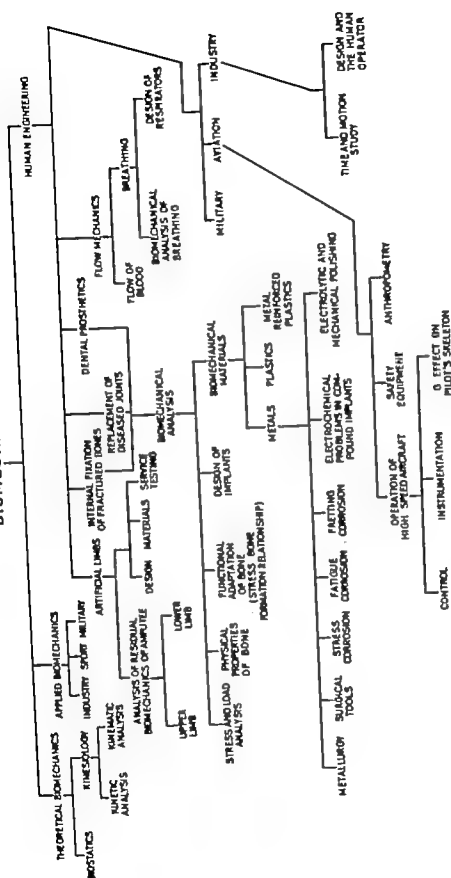 HUMAN ENGINEERING
THEORETICAL BIOMECHANICS
APPLIED BIOMECHANICS
BIOSTATICS
KINESIOLOGY
INDUSTRY
SPORT
MILITARY
KINETIC ANALYSIS
KINEMATIC
ANALYSIS
ARTIFICIAL LIMBS
INTERNAL FIXATION
OF FRACTURED BONES
REPLACEMENT OF
DISEASED JOINTS
DENTAL PROSTHETICS
FLOW MECHANICS
FLOW OF
BLOOD
BREATHING
BIOMECHANICAL
ANALYSIS OF
BREATHING
DESIGN OF
RESPIRATORS
MILITARY
AVIATION
INDUSTRY
TIME AND MOTION
STUDY
DESIGN AND
THE HUMAN
OPERATOR
ANALYSIS OF RESIDUAL
BIOMECHANICS OF AMPUTEE
DESIGN
MATERIALS
SERVICE
TESTING
UPPER
LIMB
LOWER
LIMB
BIOMECHANICAL
ANALYSIS
STRESS AND LOAD
ANALYSIS
PHYSICAL
PROPERTIES
OF BONE
FUNCTIONAL
ADAPTATION
OF BONE
(STRESS BONE
FORMATION RELATIONSHIP)
DESIGN OF
IMPLANTS
BIOMECHANICAL
MATERIALS
METALS
PLASTICS
METAL
REINFORCED
PLASTICS
METALLURGY
SURGICAL
TOOLS
STRESS
CORROSION
FATIGUE
CORROSION
FRETTING
CORROSION
ELECTROCHEMICAL
PROBLEMS IN COM-
POUND IMPLANTS
ELECTROLYTIC AND
MECHANICAL POLISHING
OPERATION OF
HIGH SPEED AIRCRAFT
SAFETY
EQUIPMENT
ANTHROPOMETRY
CONTROL
INSTRUMENTATION
G EFFECT ON
PILOT'S SKELETON